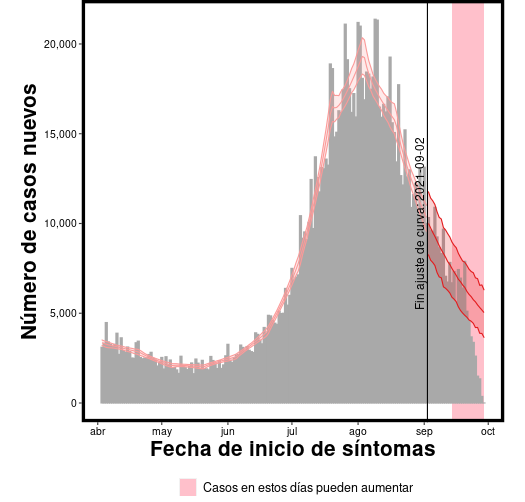 Número de casos nuevos
20,000
15,000
10,000
5,000
0
Fin ajuste de curva: 2021-09-02
abr may jun jul ago sep oct
Fecha de inicio de síntomas
Casos en estos días pueden aumentar